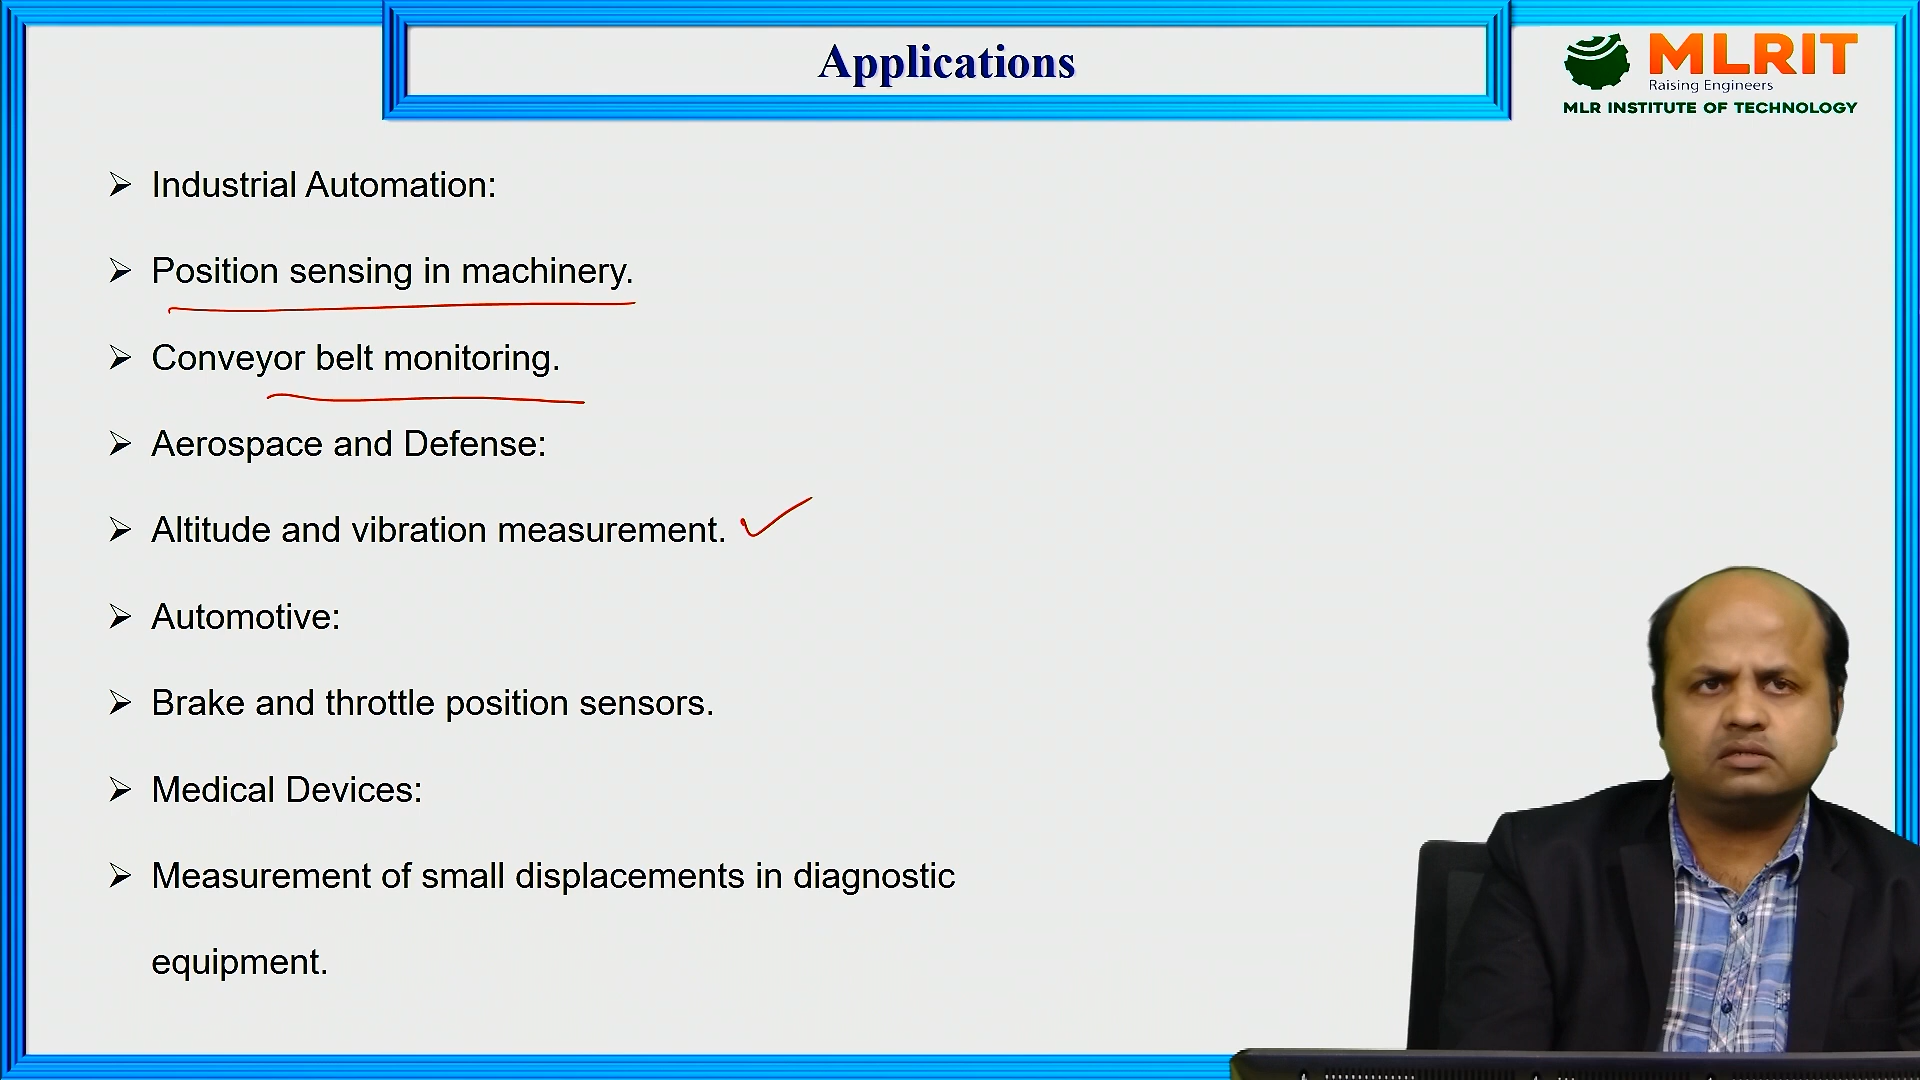 Applications
MLRIT
Raising Engineers
MLR INSTITUTE OF TECHNOLOGY
Industrial Automation:
Position sensing in machinery.
Conveyor belt monitoring.
Aerospace and Defense:
Altitude and vibration measurement.
Automotive:
Brake and throttle position sensors.
Medical Devices:
Measurement of small displacements in diagnostic
equipment.